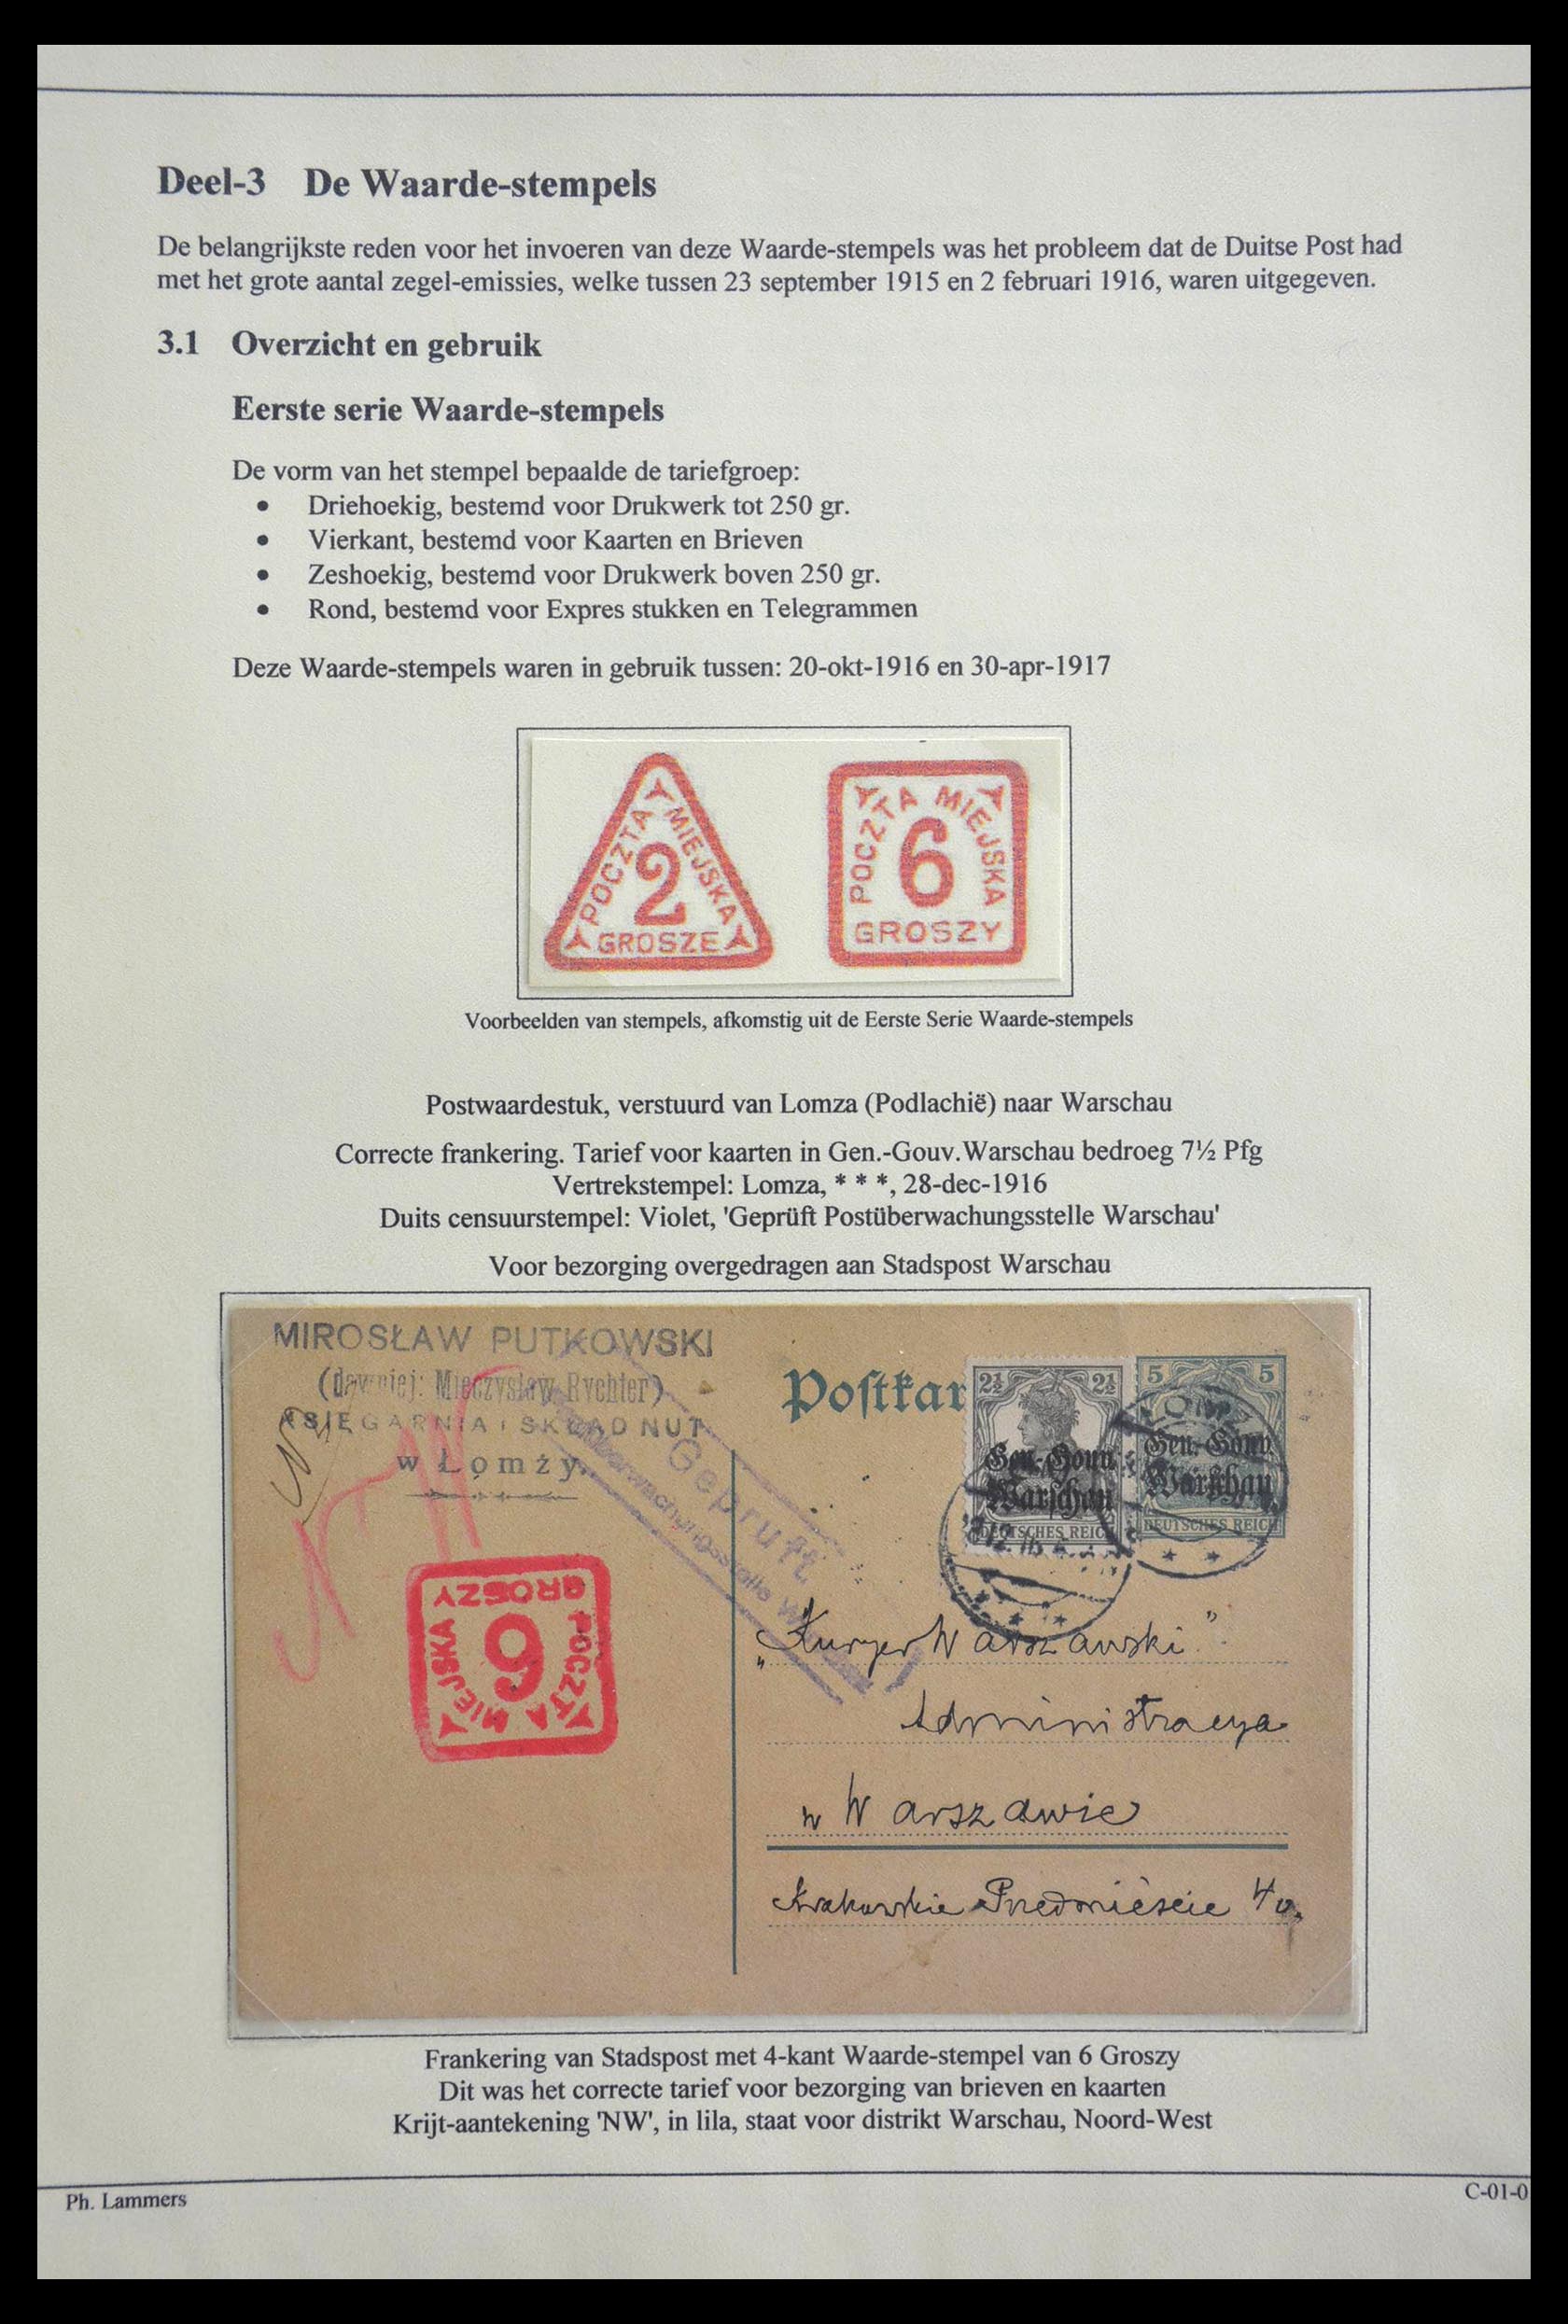 Deel-3 De Waarde-stempels
De belangrijkste reden voor het invoeren van deze Waarde-stempels was het probleem dat de Duitse Post had
met het grote aantal zegel-emissies, welke tussen 23 september 1915 en 2 februari 1916, waren uitgegeven.
3.1 Overzicht en gebruik
Eerste serie Waarde-stempels
De vorm van het stempel bepaalde de tariefgroep:
• Driehoekig, bestemd voor Drukwerk tot 250 gr.
• Vierkant, bestemd voor Kaarten en Brieven
• Zeshoekig, bestemd voor Drukwerk boven 250 gr.
• Rond, bestemd voor Expres stukken en Telegrammen
Deze Waarde-stempels waren in gebruik tussen: 20-okt-1916 en 30-apr-1917
POCZTA MIEJSKA
2
GROSZE
POCZTA MIEJSKA
6
GROSZY
Voorbeelden van stempels, afkomstig uit de Eerste Serie Waarde-stempels
Postwaardestuk, verstuurd van Lomza (Podlachië) naar Warschau
Correcte frankering. Tarief voor kaarten in Gen.-Gouv.Warschau bedroeg 7½ Pfg
Vertrekstempel: Lomza, * * *, 28-dec-1916
Duits censuurstempel: Violet, 'Geprüft Postüberwachungsstelle Warschau'
Voor bezorging overgedragen aan Stadspost Warschau
MIROSŁAW PUTKOWSKI
(dawniej: Mieczysław Rychter)
KSIĘGARNIA i SKŁAD NUT
w Łomży.
Geprüft
Postkar
2½ 2½
Gen.-Gouv.
Warschau
DEUTSCHES REICH
5 5
Gen.-Gouv.
Warschau
DEUTSCHES REICH
NW
GROSZY
6
POCZTA MIEJSKA
„Kuryer Warszawski"
Administracya
w Warszawie
Krakowskie Przedmieście
Frankering van Stadspost met 4-kant Waarde-stempel van 6 Groszy
Dit was het correcte tarief voor bezorging van brieven en kaarten
Krijt-aantekening 'NW', in lila, staat voor distrikt Warschau, Noord-West
Ph. Lammers
C-01-0